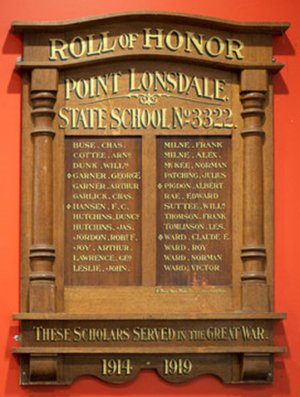 ROLL OF HONOR
POINT LONSDALE.
STATE SCHOOL No. 3322.
BUSE, CHAS.
COTTEE, ARNo.
DUNK, WILLm.
GARNER, GEORGE
GARNER, ARTHUR
GARLICK, CHAS.
HANSEN, F. C.
HUTCHINS, DUNCn.
HUTCHINS, JAS.
JORDON, ROBt. F.
JOY, ARTHUR
LAWRENCE, GEo.
LESLIE, JOHN.
MILNE, FRANK
MILNE, ALEX.
McKEE, NORMAN
PATCHING, JULIUS
PIGDON, ALBERT
RAE, EDWARD
SUTTEE, WILLm.
THOMSON, FRANK
TOMLINSON, LES.
WARD, CLAUDE E.
WARD, ROY
WARD, NORMAN
WARD, VICTOR
THESE SCHOLARS SERVED IN THE GREAT WAR.
1914 - 1919